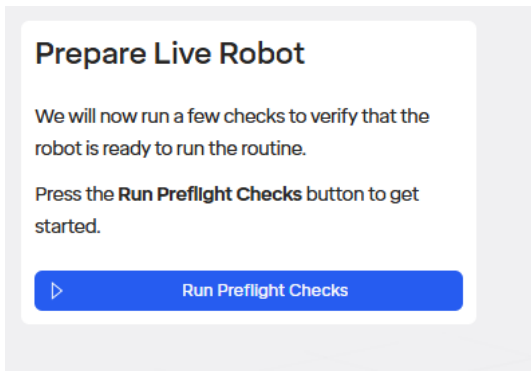 Prepare Live Robot
We will now run a few checks to verify that the
robot is ready to run the routine.
Press the Run Preflight Checks button to get
started.
Run Preflight Checks